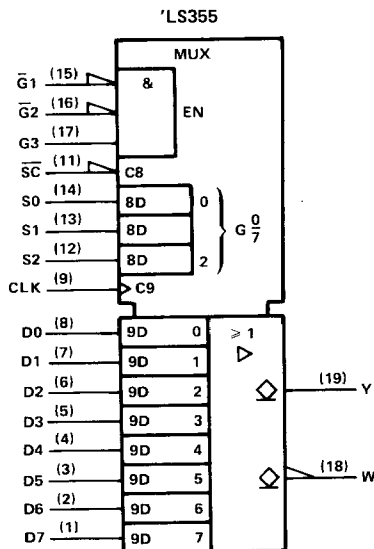 'LS355
MUX
G̅1 (15) &
G̅2 (16) EN
G3 (17)
S̅C̅ (11) C8
S0 (14) 8D 0
S1 (13) 8D G 0/7
S2 (12) 8D 2
CLK (9) C9
D0 (8) 9D 0 ⩾ 1
D1 (7) 9D 1
D2 (6) 9D 2 (19) Y
D3 (5) 9D 3
D4 (4) 9D 4
D5 (3) 9D 5 (18) W
D6 (2) 9D 6
D7 (1) 9D 7